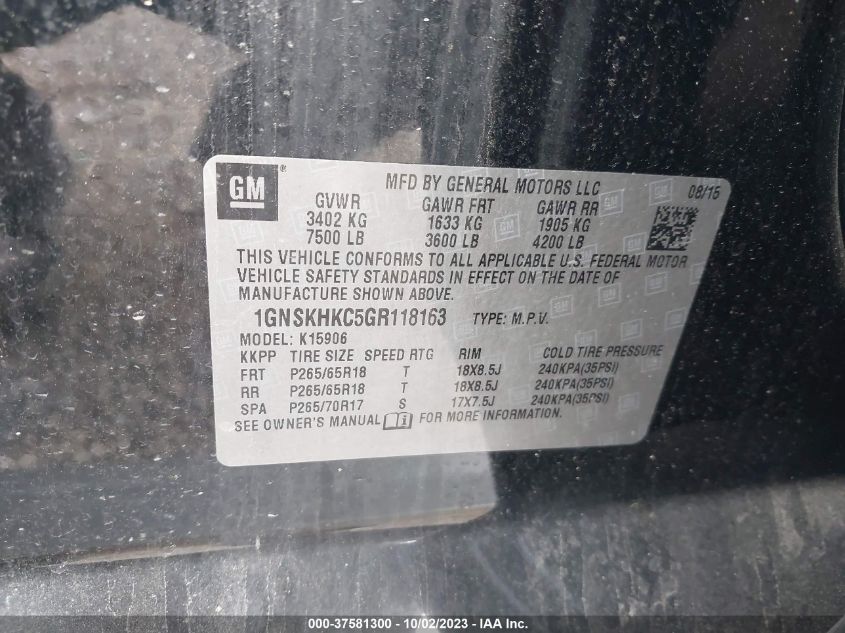 GM®
MFD BY GENERAL MOTORS LLC 08/15
GVWR GAWR FRT GAWR RR
3402 KG 1633 KG 1905 KG
7500 LB 3600 LB 4200 LB
THIS VEHICLE CONFORMS TO ALL APPLICABLE U.S. FEDERAL MOTOR
VEHICLE SAFETY STANDARDS IN EFFECT ON THE DATE OF
MANUFACTURE SHOWN ABOVE.
1GNSKHKC5GR118163 TYPE: M.P.V.
MODEL: K15906
KKPP TIRE SIZE SPEED RTG RIM COLD TIRE PRESSURE
FRT P265/65R18 T 18X8.5J 240KPA(35PSI)
RR P265/65R18 T 18X8.5J 240KPA(35PSI)
SPA P265/70R17 S 17X7.5J 240KPA(35PSI)
SEE OWNER'S MANUAL FOR MORE INFORMATION.
000-37581300 - 10/02/2023 - IAA Inc.